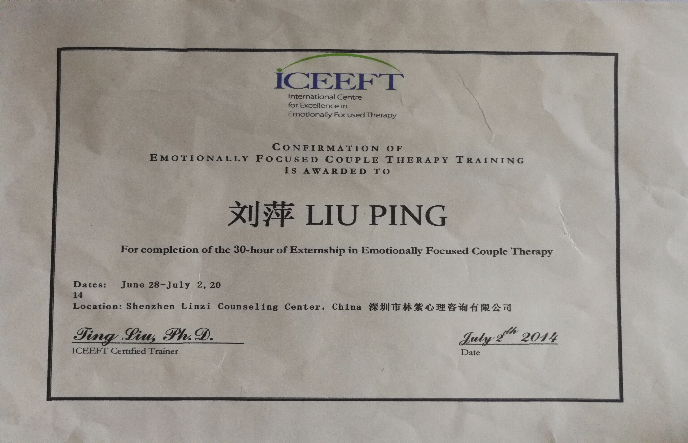 iCEEFT
International Centre
for Excellence in
Emotionally Focused Therapy
CONFIRMATION OF
EMOTIONALLY FOCUSED COUPLE THERAPY TRAINING
IS AWARDED TO
刘萍 LIU PING
For completion of the 30-hour of Externship in Emotionally Focused Couple Therapy
Dates: June 28-July 2, 20
14
Location: Shenzhen Linzi Counseling Center, China 深圳市林紫心理咨询有限公司
Ting Liu, Ph.D. July 2th 2014
ICEEFT Certified Trainer Date